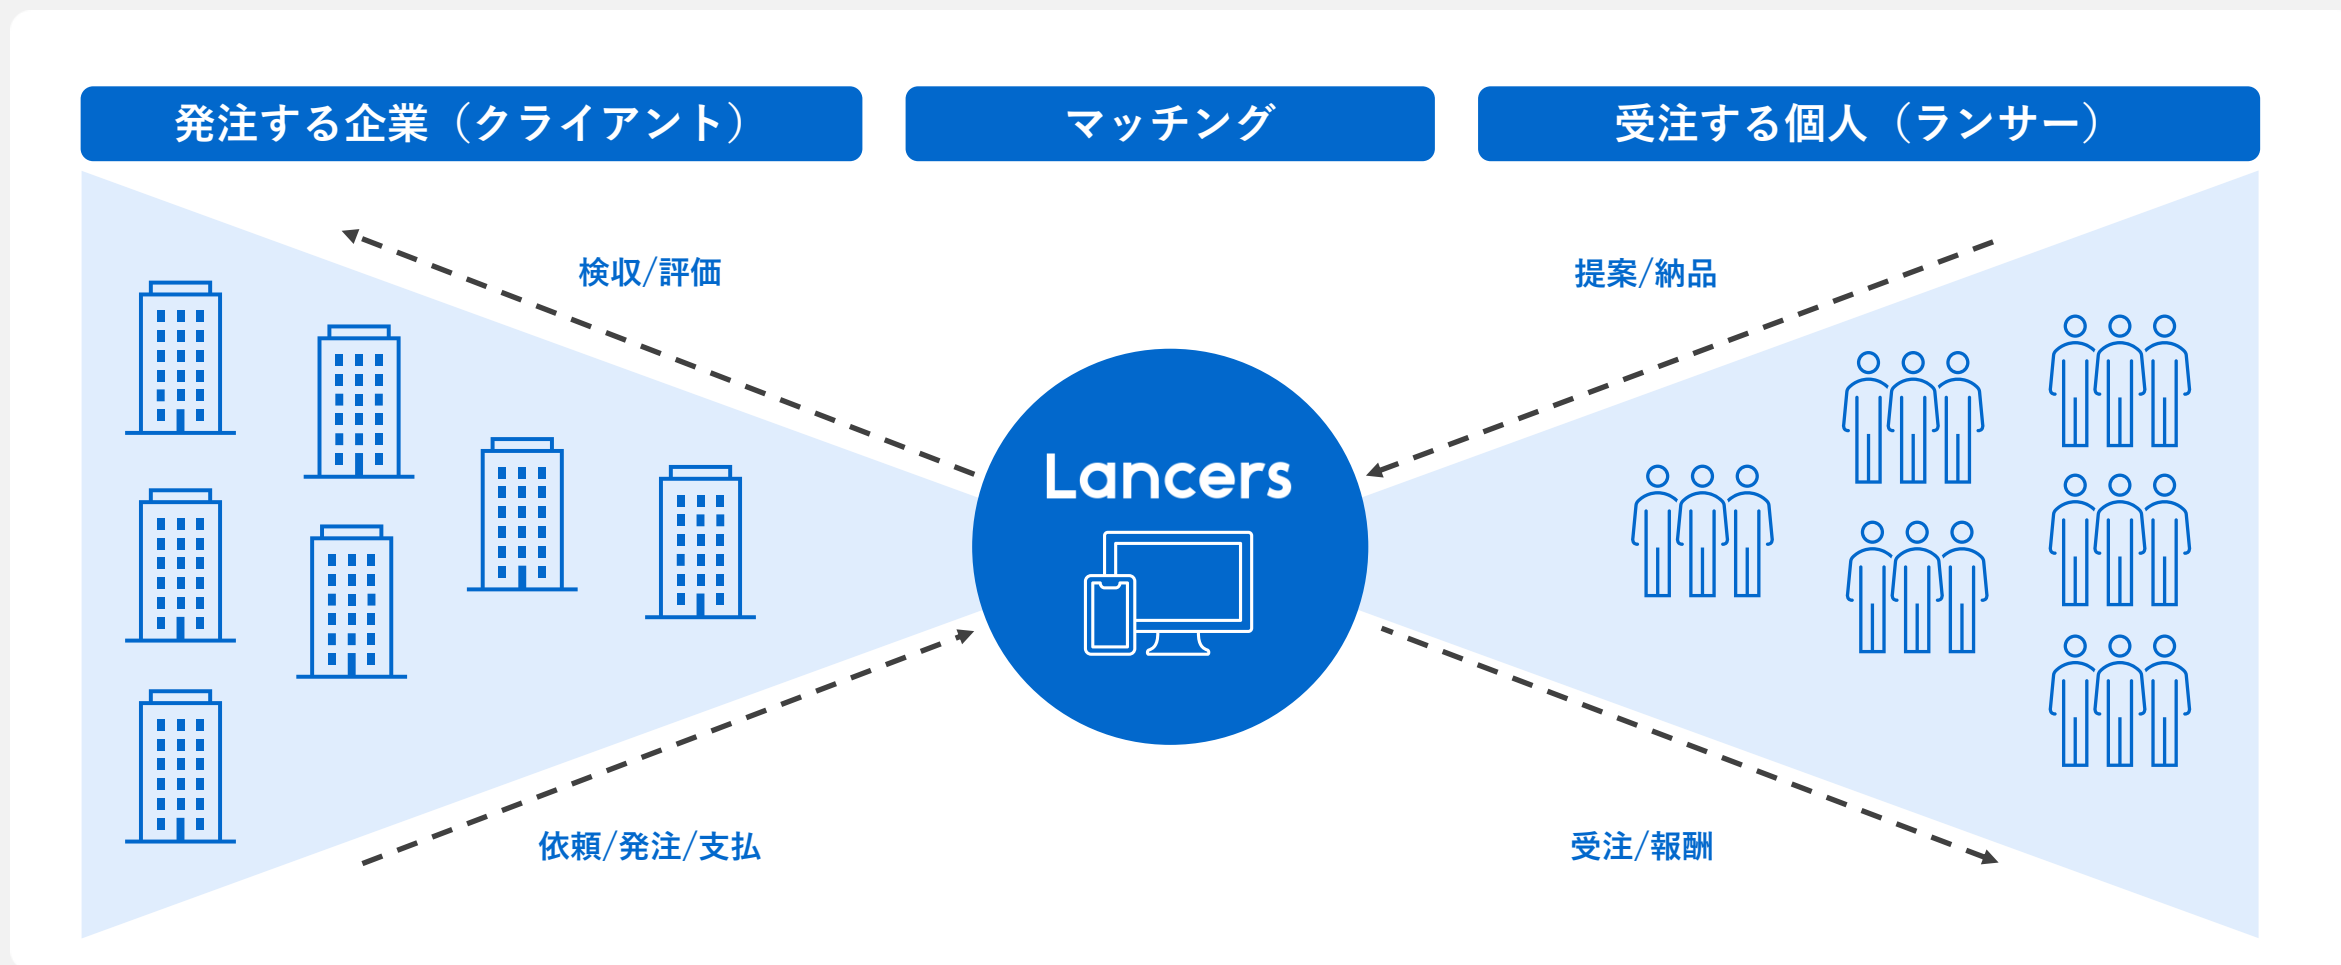 発注する企業（クライアント）
マッチング
受注する個人（ランサー）
検収/評価
提案/納品
Lancers
依頼/発注/支払
受注/報酬